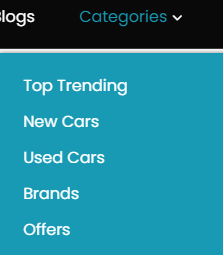 logs Categories
Top Trending
New Cars
Used Cars
Brands
Offers